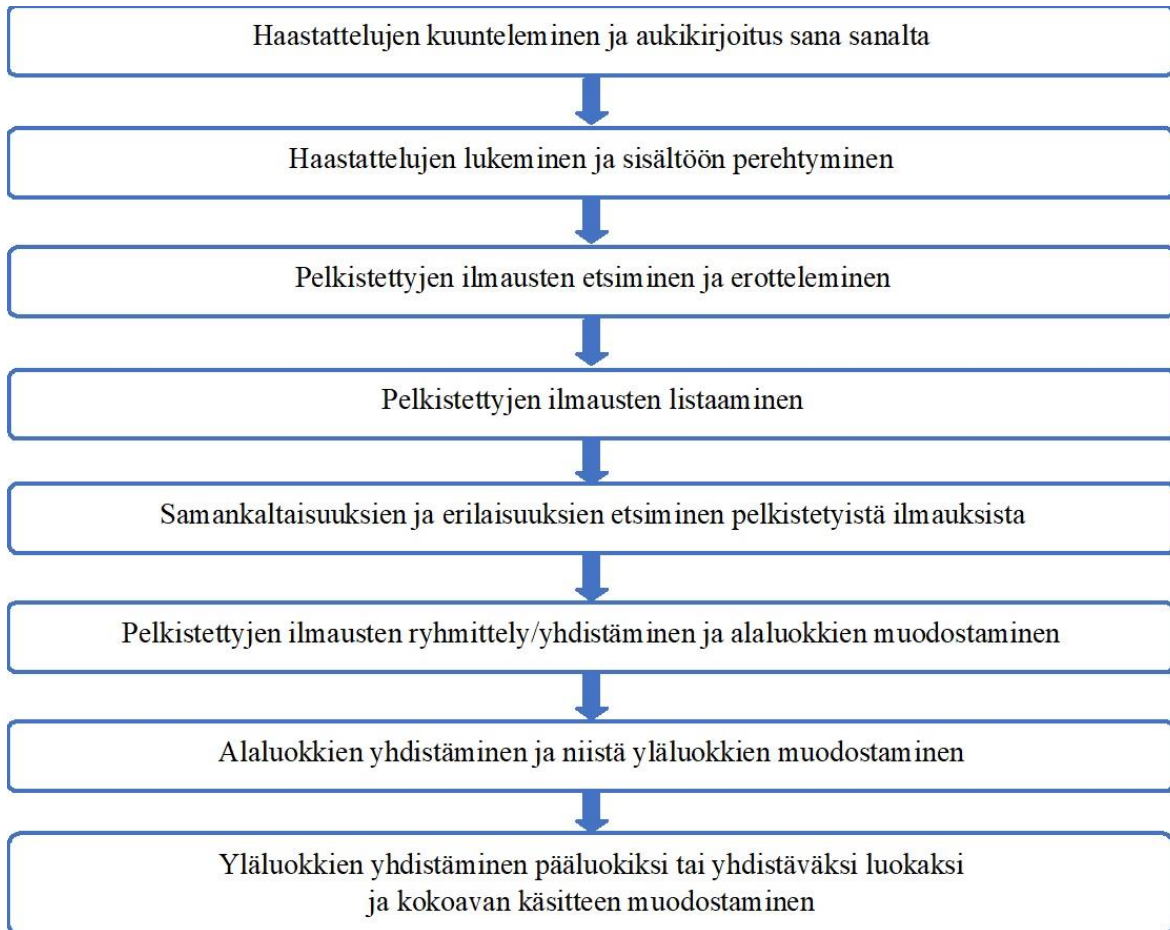 Haastattelujen kuunteleminen ja aukikirjoitus sana sanalta
Haastattelujen lukeminen ja sisältöön perehtyminen
Pelkistettyjen ilmausten etsiminen ja erotteleminen
Pelkistettyjen ilmausten listaaminen
Samankaltaisuuksien ja erilaisuuksien etsiminen pelkistetyistä ilmauksista
Pelkistettyjen ilmausten ryhmittely/yhdistäminen ja alaluokkien muodostaminen
Alaluokkien yhdistäminen ja niistä yläluokkien muodostaminen
Yläluokkien yhdistäminen pääluokiksi tai yhdistäväksi luokaksi
ja kokoavan käsitteen muodostaminen